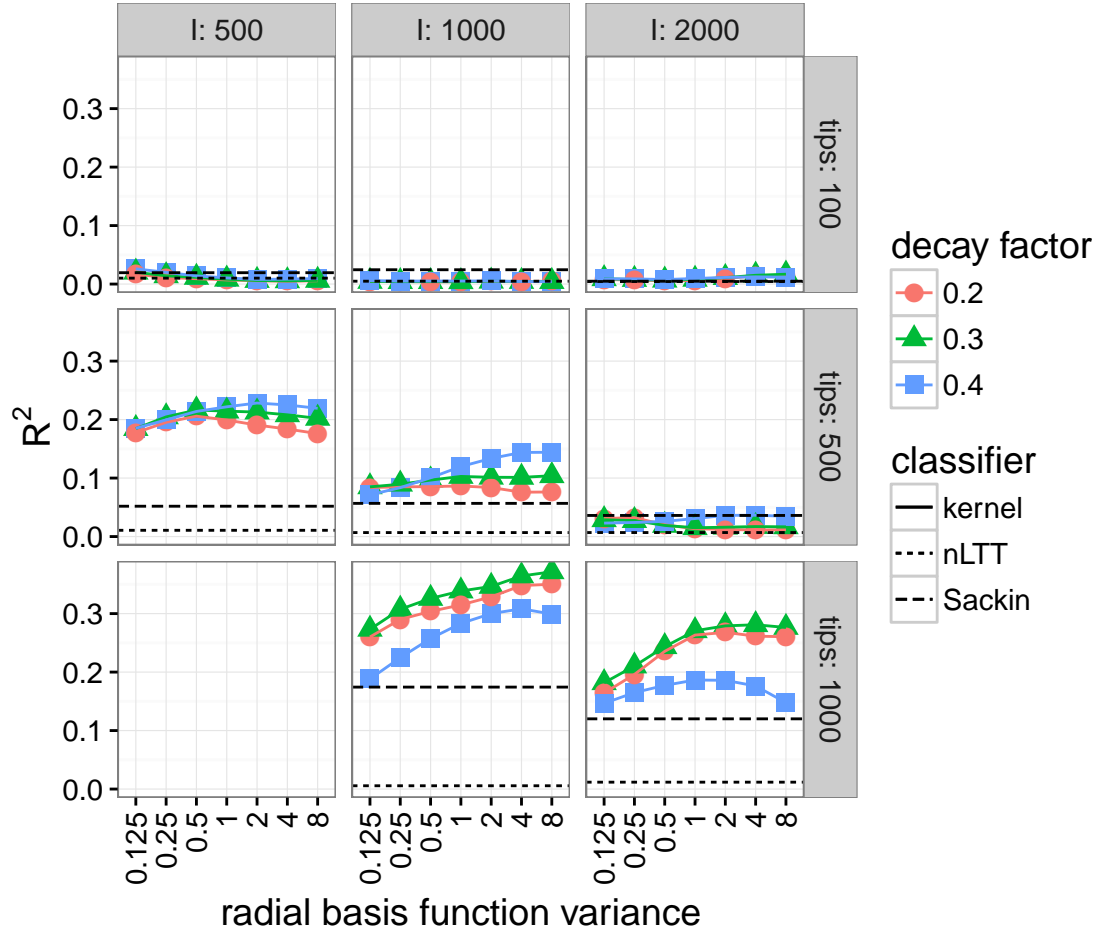 I: 500
I: 1000
I: 2000
0.3
0.2
0.1
0.0
tips: 100
0.3
0.2
0.1
0.0
tips: 500
0.3
0.2
0.1
0.0
tips: 1000
R²
0.125
0.25
0.5
1
2
4
8
0.125
0.25
0.5
1
2
4
8
0.125
0.25
0.5
1
2
4
8
radial basis function variance
decay factor
0.2
0.3
0.4
classifier
kernel
nLTT
Sackin